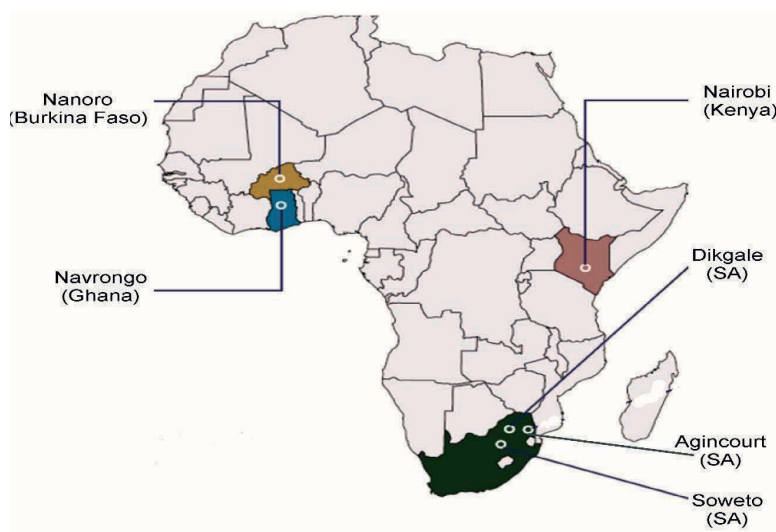 Nanoro
(Burkina Faso)
Nairobi
(Kenya)
Navrongo
(Ghana)
Dikgale
(SA)
Agincourt
(SA)
Soweto
(SA)